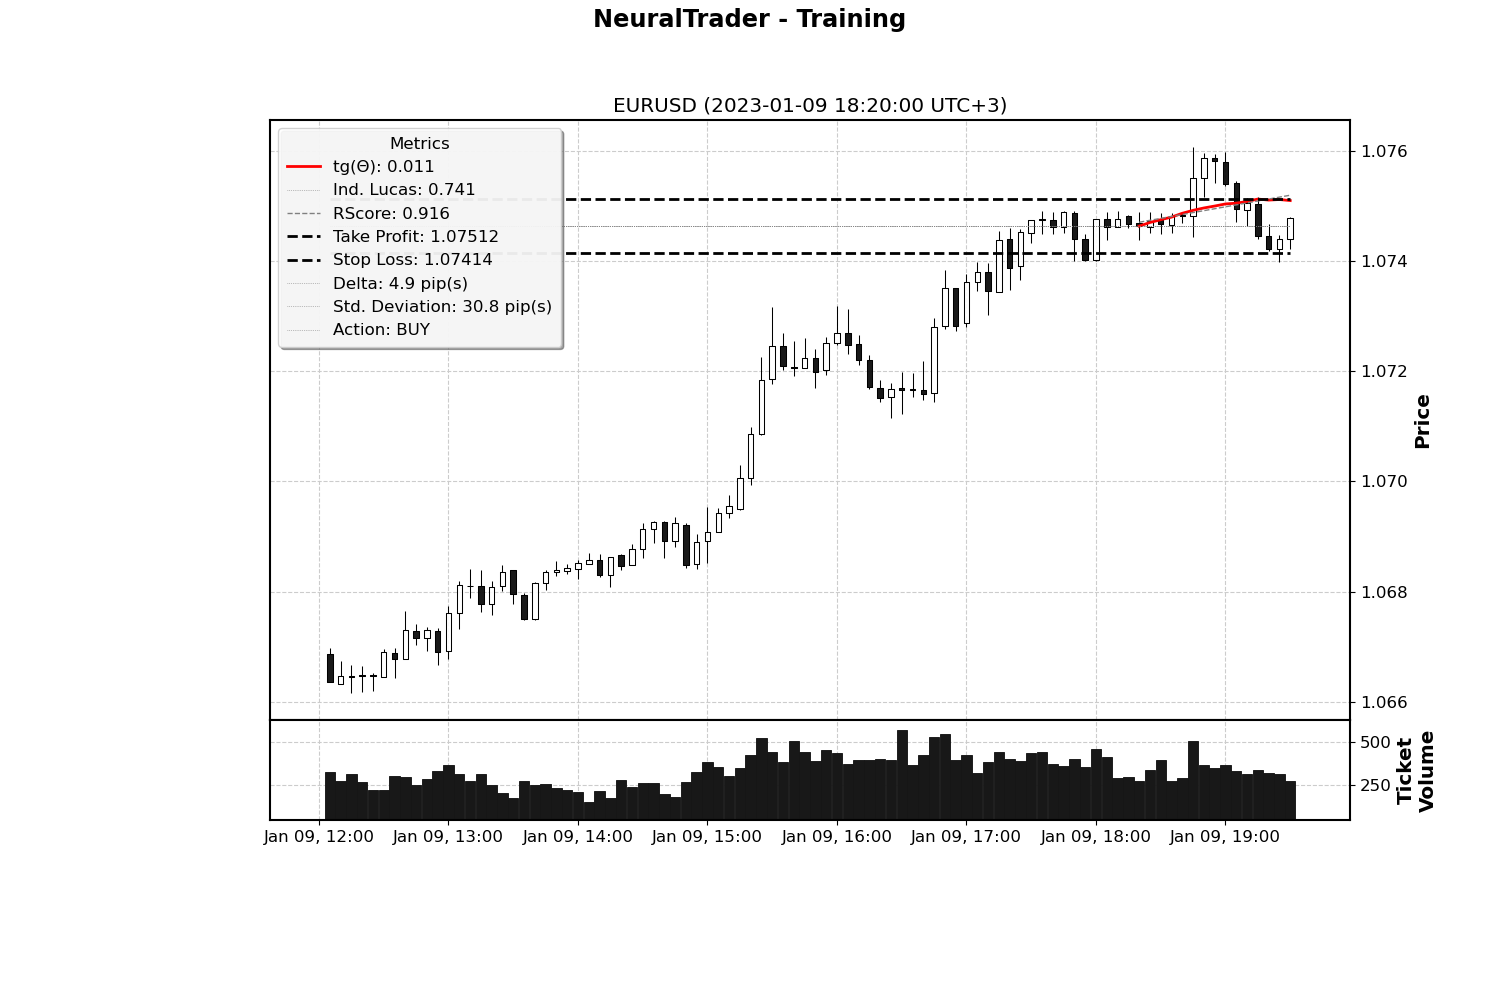 NeuralTrader - Training
EURUSD (2023-01-09 18:20:00 UTC+3)
Metrics
tg(Θ): 0.011
Ind. Lucas: 0.741
RScore: 0.916
Take Profit: 1.07512
Stop Loss: 1.07414
Delta: 4.9 pip(s)
Std. Deviation: 30.8 pip(s)
Action: BUY
1.076
1.074
1.072
1.070
1.068
1.066
Price
500
250
Ticket
Volume
Jan 09, 12:00 Jan 09, 13:00 Jan 09, 14:00 Jan 09, 15:00 Jan 09, 16:00 Jan 09, 17:00 Jan 09, 18:00 Jan 09, 19:00